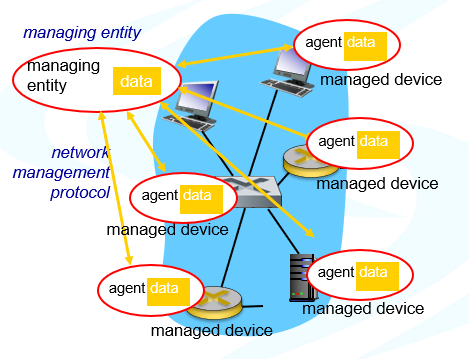 managing entity
agent data
managed device
managing
entity
data
network
management
protocol
agent data
managed device
agent data
managed device
agent data
managed device
agent data
managed device